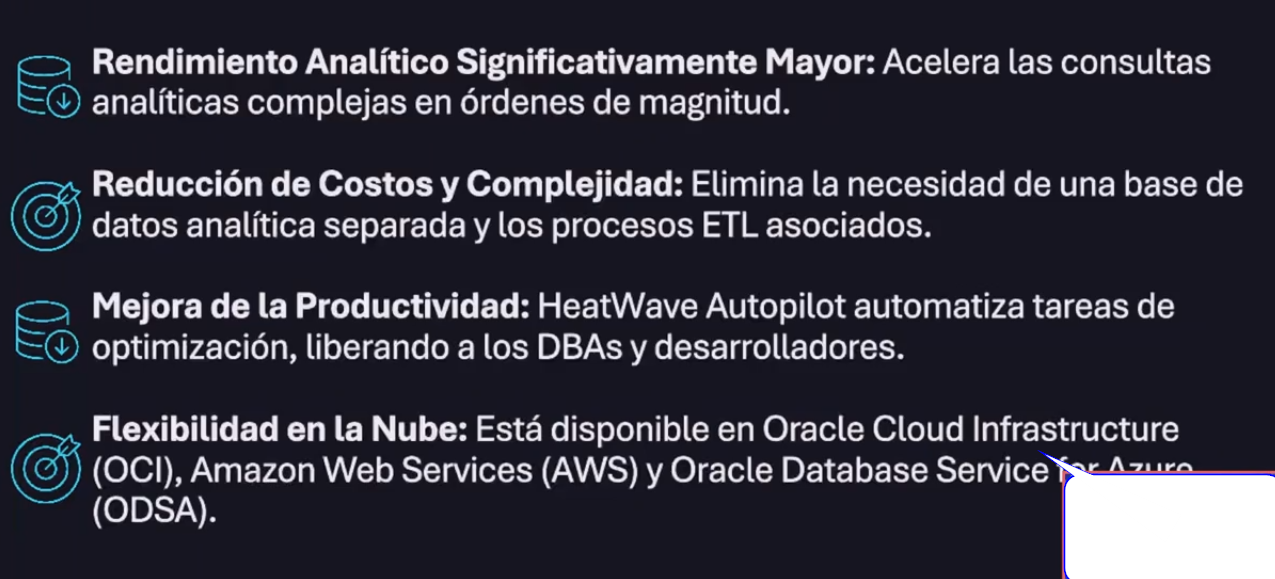 Rendimiento Analítico Significativamente Mayor: Acelera las consultas
analíticas complejas en órdenes de magnitud.
Reducción de Costos y Complejidad: Elimina la necesidad de una base de
datos analítica separada y los procesos ETL asociados.
Mejora de la Productividad: HeatWave Autopilot automatiza tareas de
optimización, liberando a los DBAs y desarrolladores.
Flexibilidad en la Nube: Está disponible en Oracle Cloud Infrastructure
(OCI), Amazon Web Services (AWS) y Oracle Database Service for Azure
(ODSA).